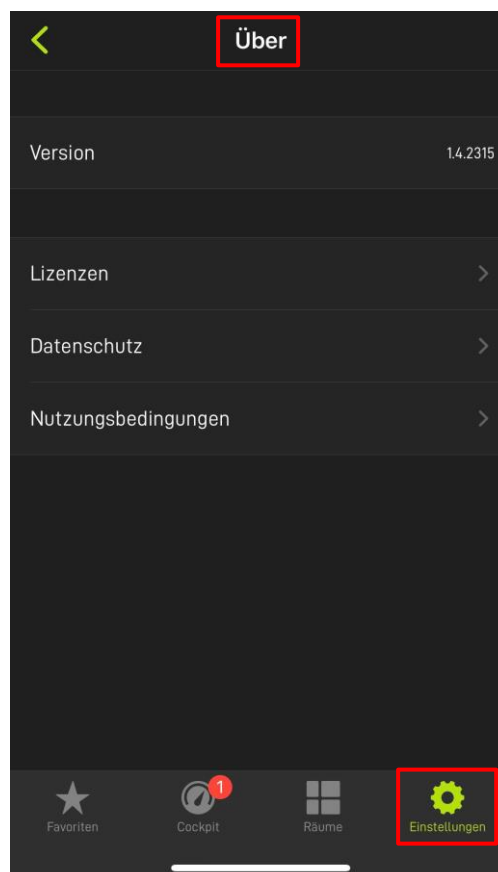 Über
Version
1.4.2315
Lizenzen
Datenschutz
Nutzungsbedingungen
1
Favoriten
Cockpit
Räume
Einstellungen